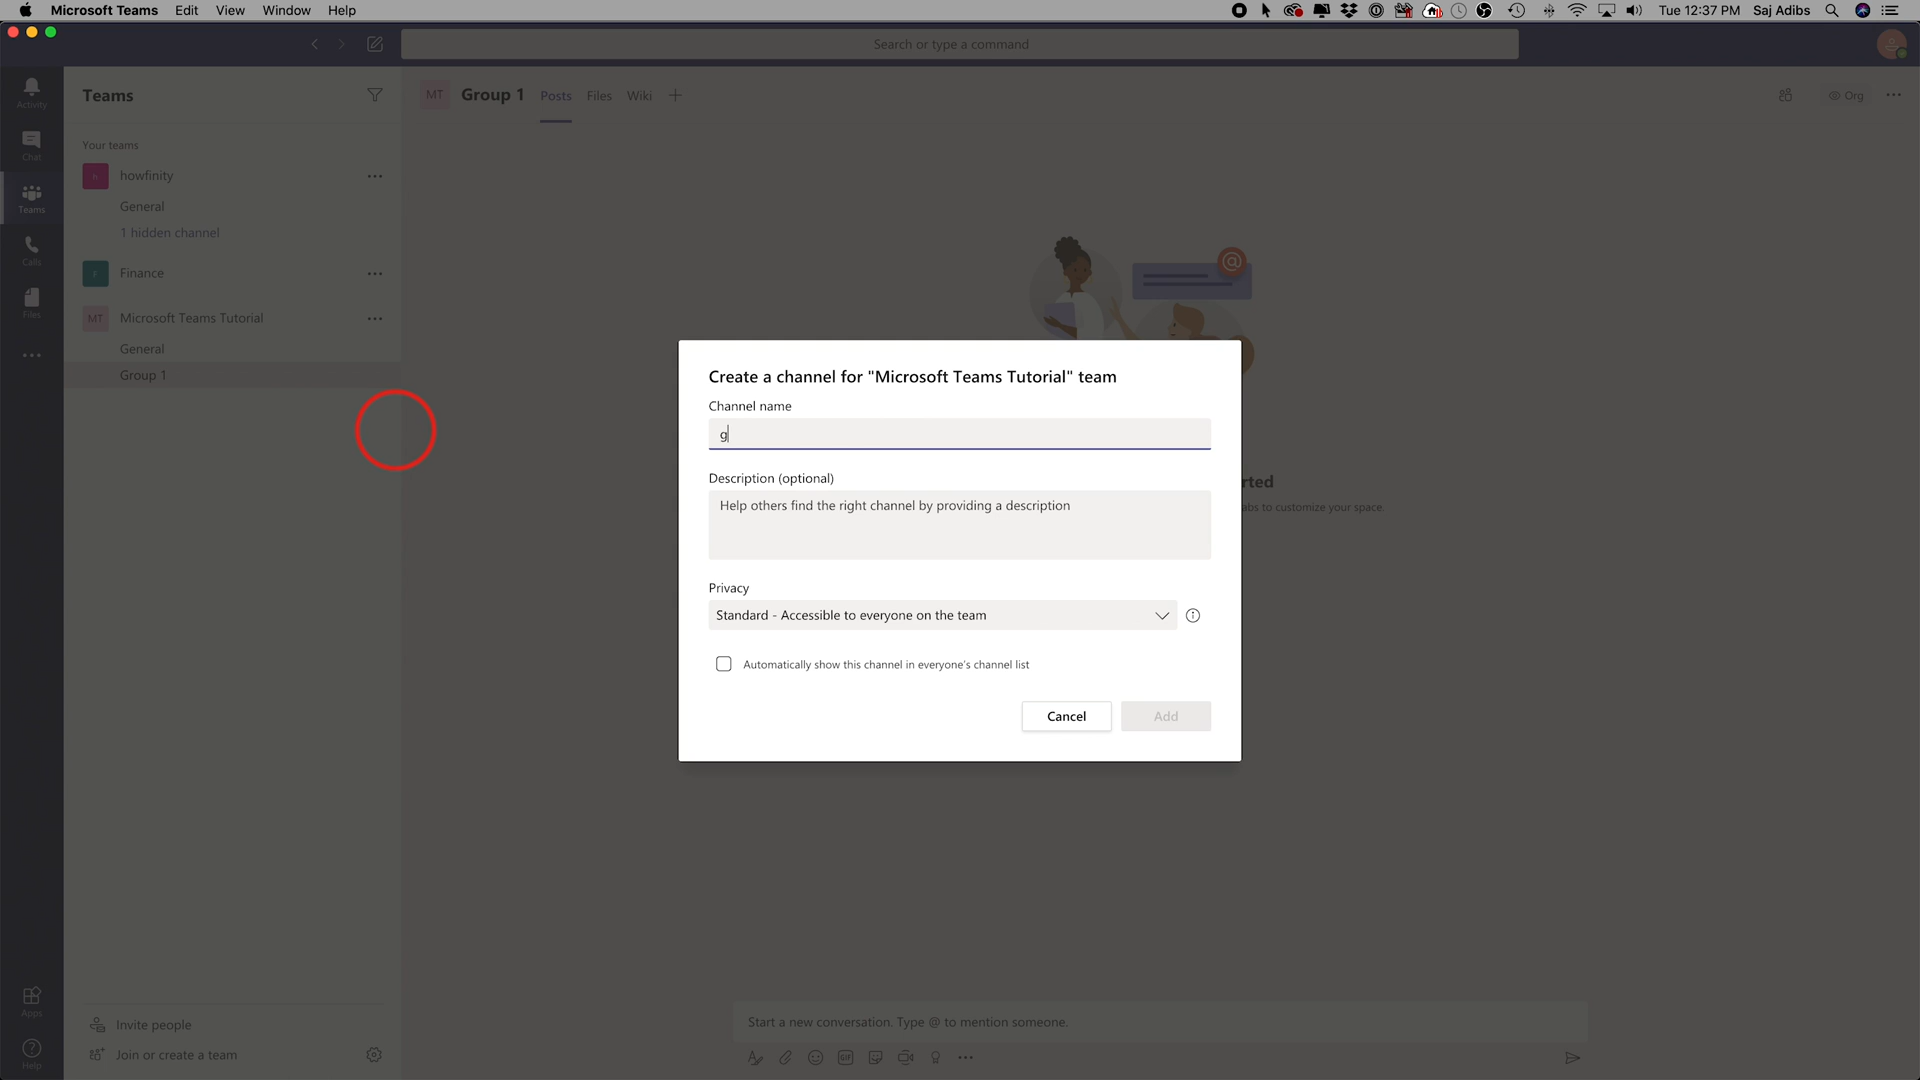 Microsoft Teams Edit View Window Help
Tue 12:37 PM Saj Adibs
Search or type a command
Activity
Chat
Teams
Calls
Files
Apps
Help
Teams
Your teams
h howfinity
General
1 hidden channel
F Finance
MT Microsoft Teams Tutorial
General
Group 1
Invite people
Join or create a team
MT Group 1 Posts Files Wiki
Org
@
rted
abs to customize your space.
Create a channel for "Microsoft Teams Tutorial" team
Channel name
g
Description (optional)
Help others find the right channel by providing a description
Privacy
Standard - Accessible to everyone on the team
Automatically show this channel in everyone's channel list
Cancel Add
Start a new conversation. Type @ to mention someone.
GIF